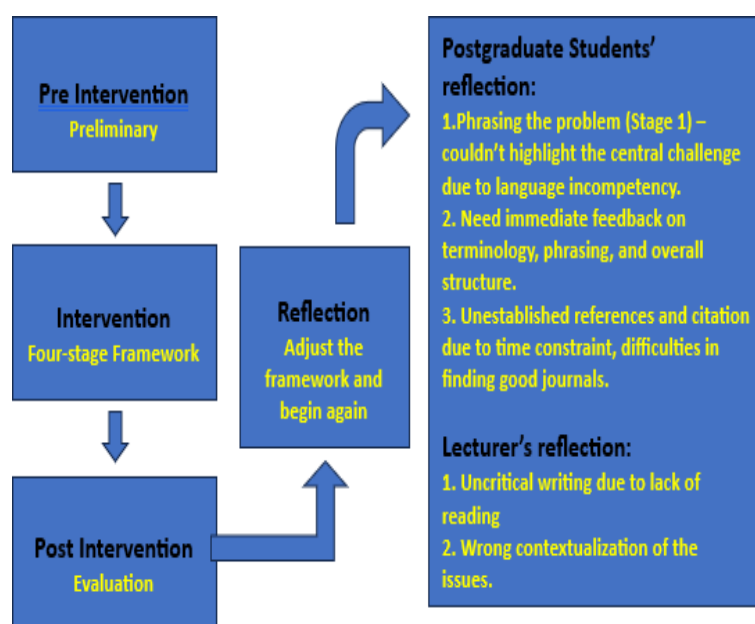 Pre Intervention
Preliminary
Intervention
Four-stage Framework
Post Intervention
Evaluation
Reflection
Adjust the
framework and
begin again
Postgraduate Students’
reflection:
1.Phrasing the problem (Stage 1) –
couldn’t highlight the central challenge
due to language incompetency.
2. Need immediate feedback on
terminology, phrasing, and overall
structure.
3. Unestablished references and citation
due to time constraint, difficulties in
finding good journals.
Lecturer’s reflection:
1. Uncritical writing due to lack of
reading
2. Wrong contextualization of the
issues.